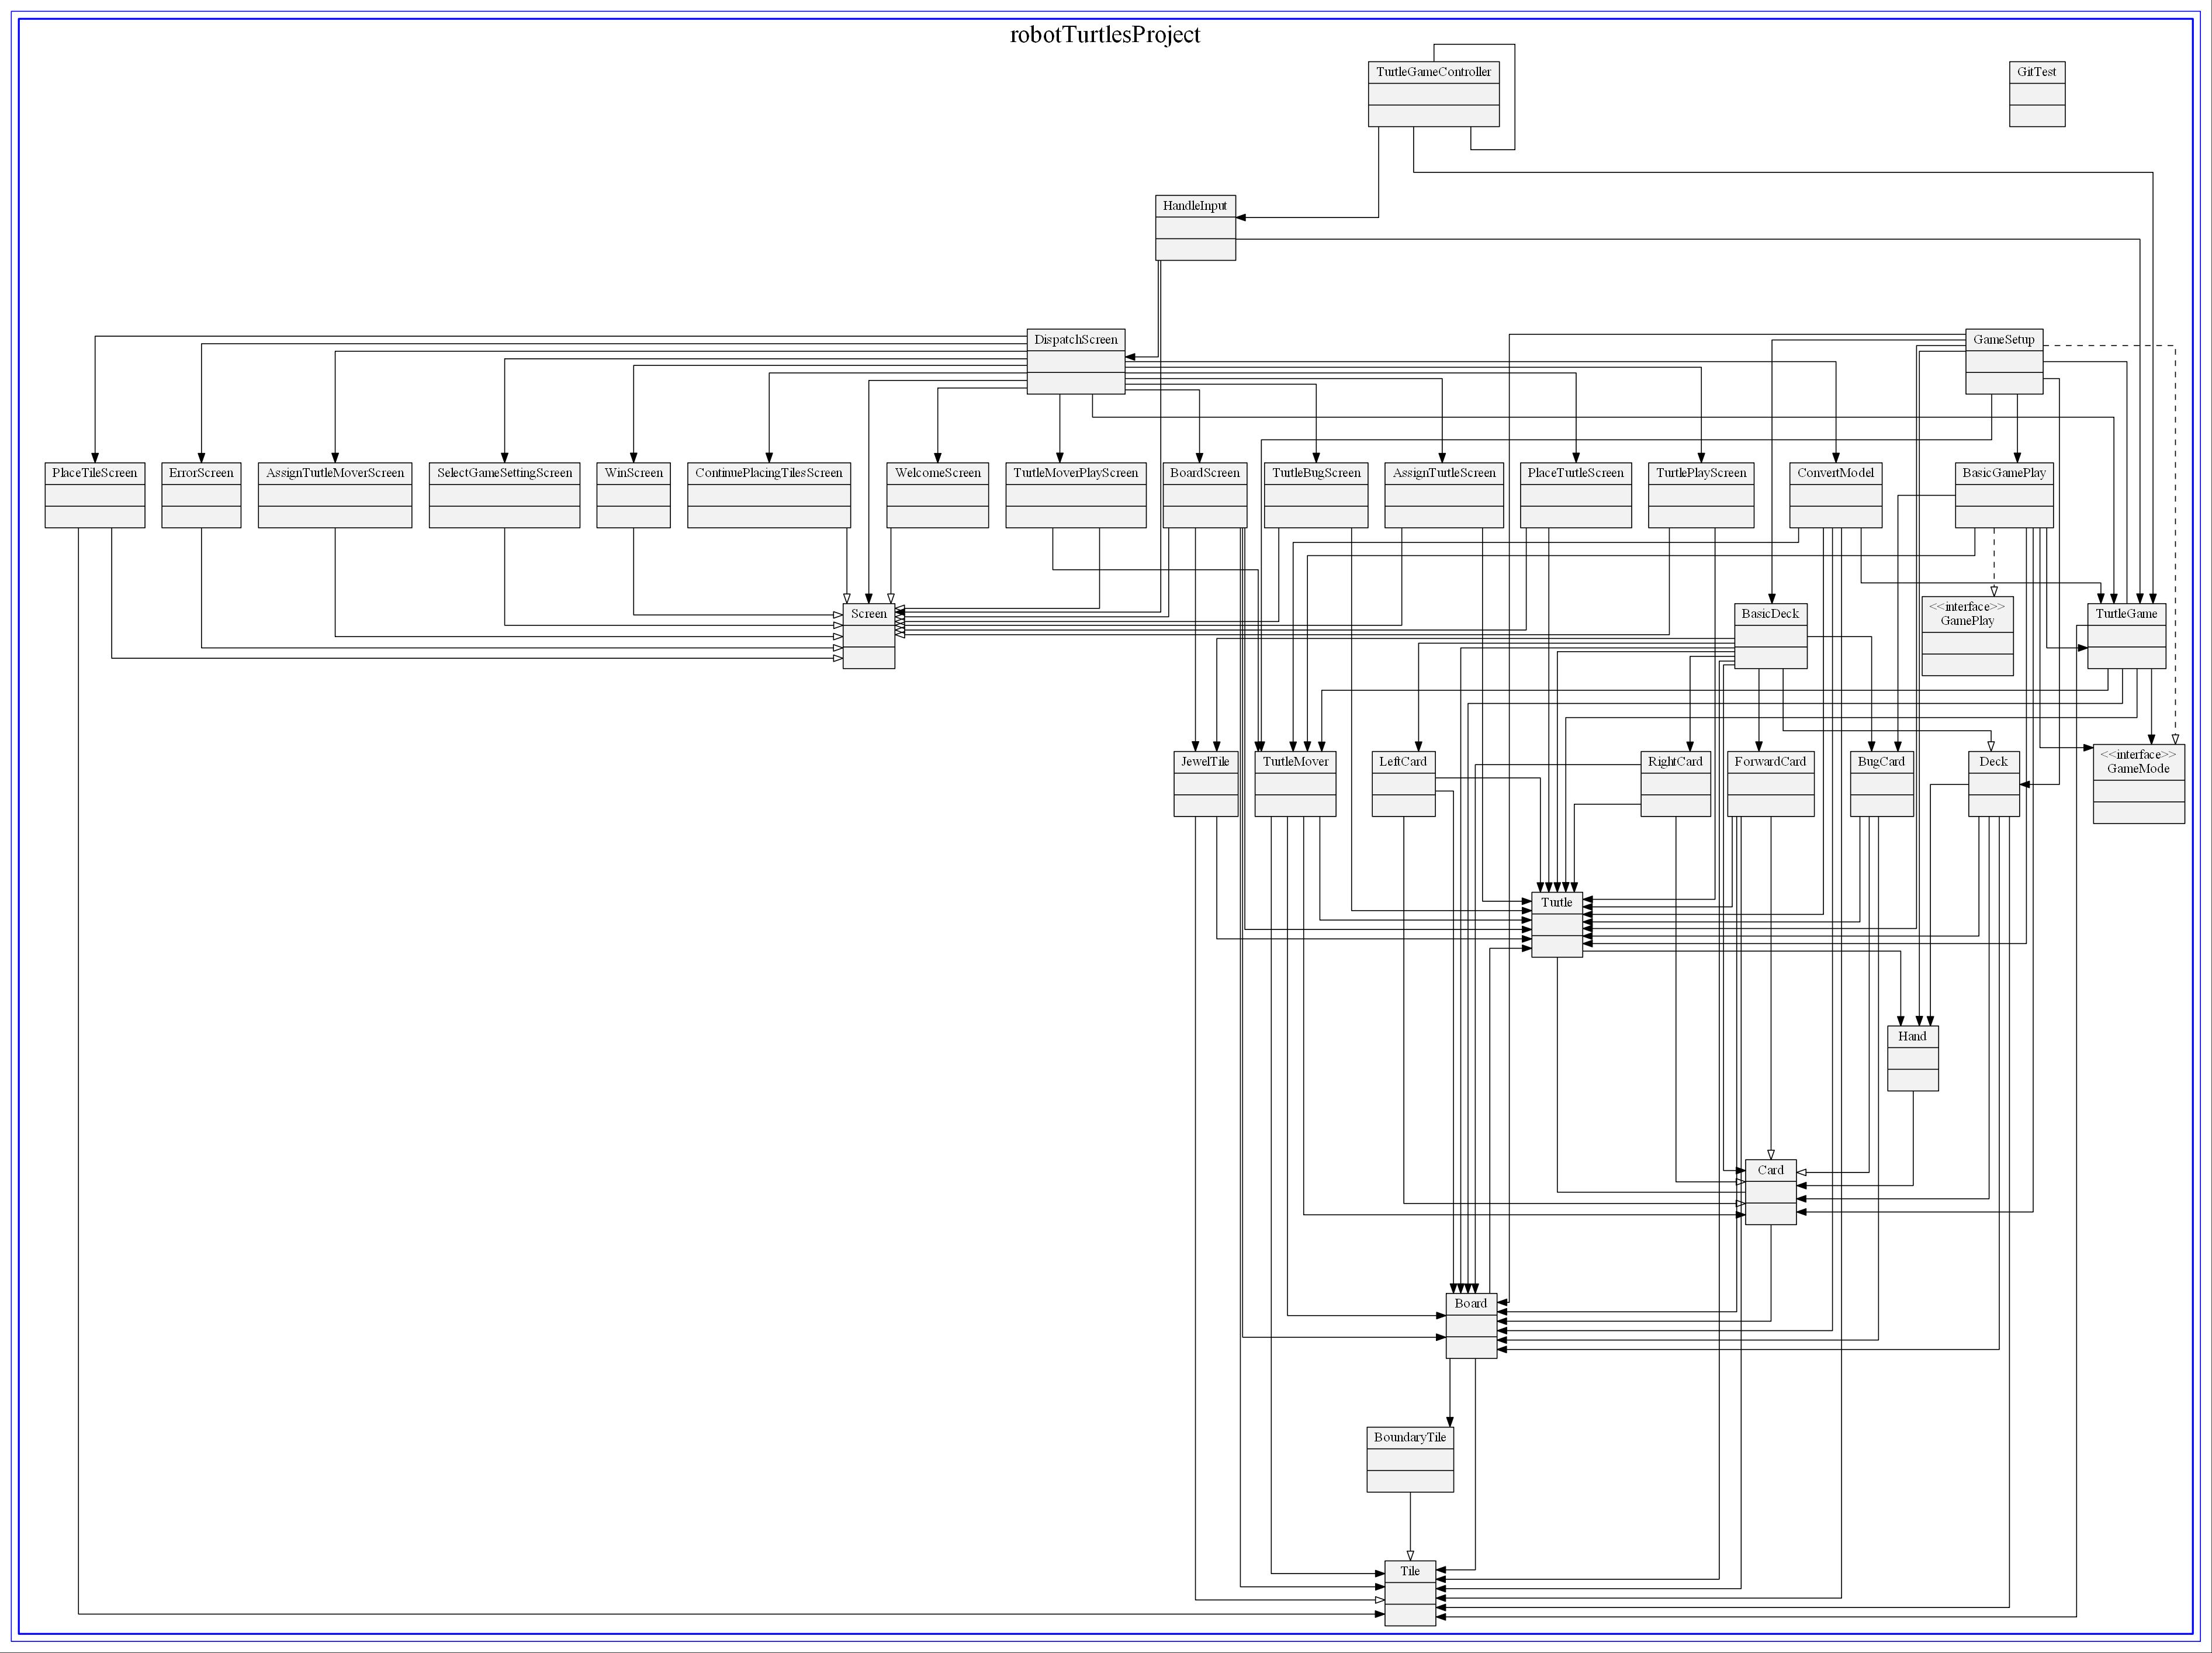 robotTurtlesProject
TurtleGameController
GitTest
HandleInput
DispatchScreen
GameSetup
PlaceTileScreen
ErrorScreen
AssignTurtleMoverScreen
SelectGameSettingScreen
WinScreen
ContinuePlacingTilesScreen
WelcomeScreen
TurtleMoverPlayScreen
BoardScreen
TurtleBugScreen
AssignTurtleScreen
PlaceTurtleScreen
TurtlePlayScreen
ConvertModel
BasicGamePlay
Screen
BasicDeck
<<interface>>
GamePlay
TurtleGame
JewelTile
TurtleMover
LeftCard
RightCard
ForwardCard
BugCard
Deck
<<interface>>
GameMode
Turtle
Hand
Card
Board
BoundaryTile
Tile